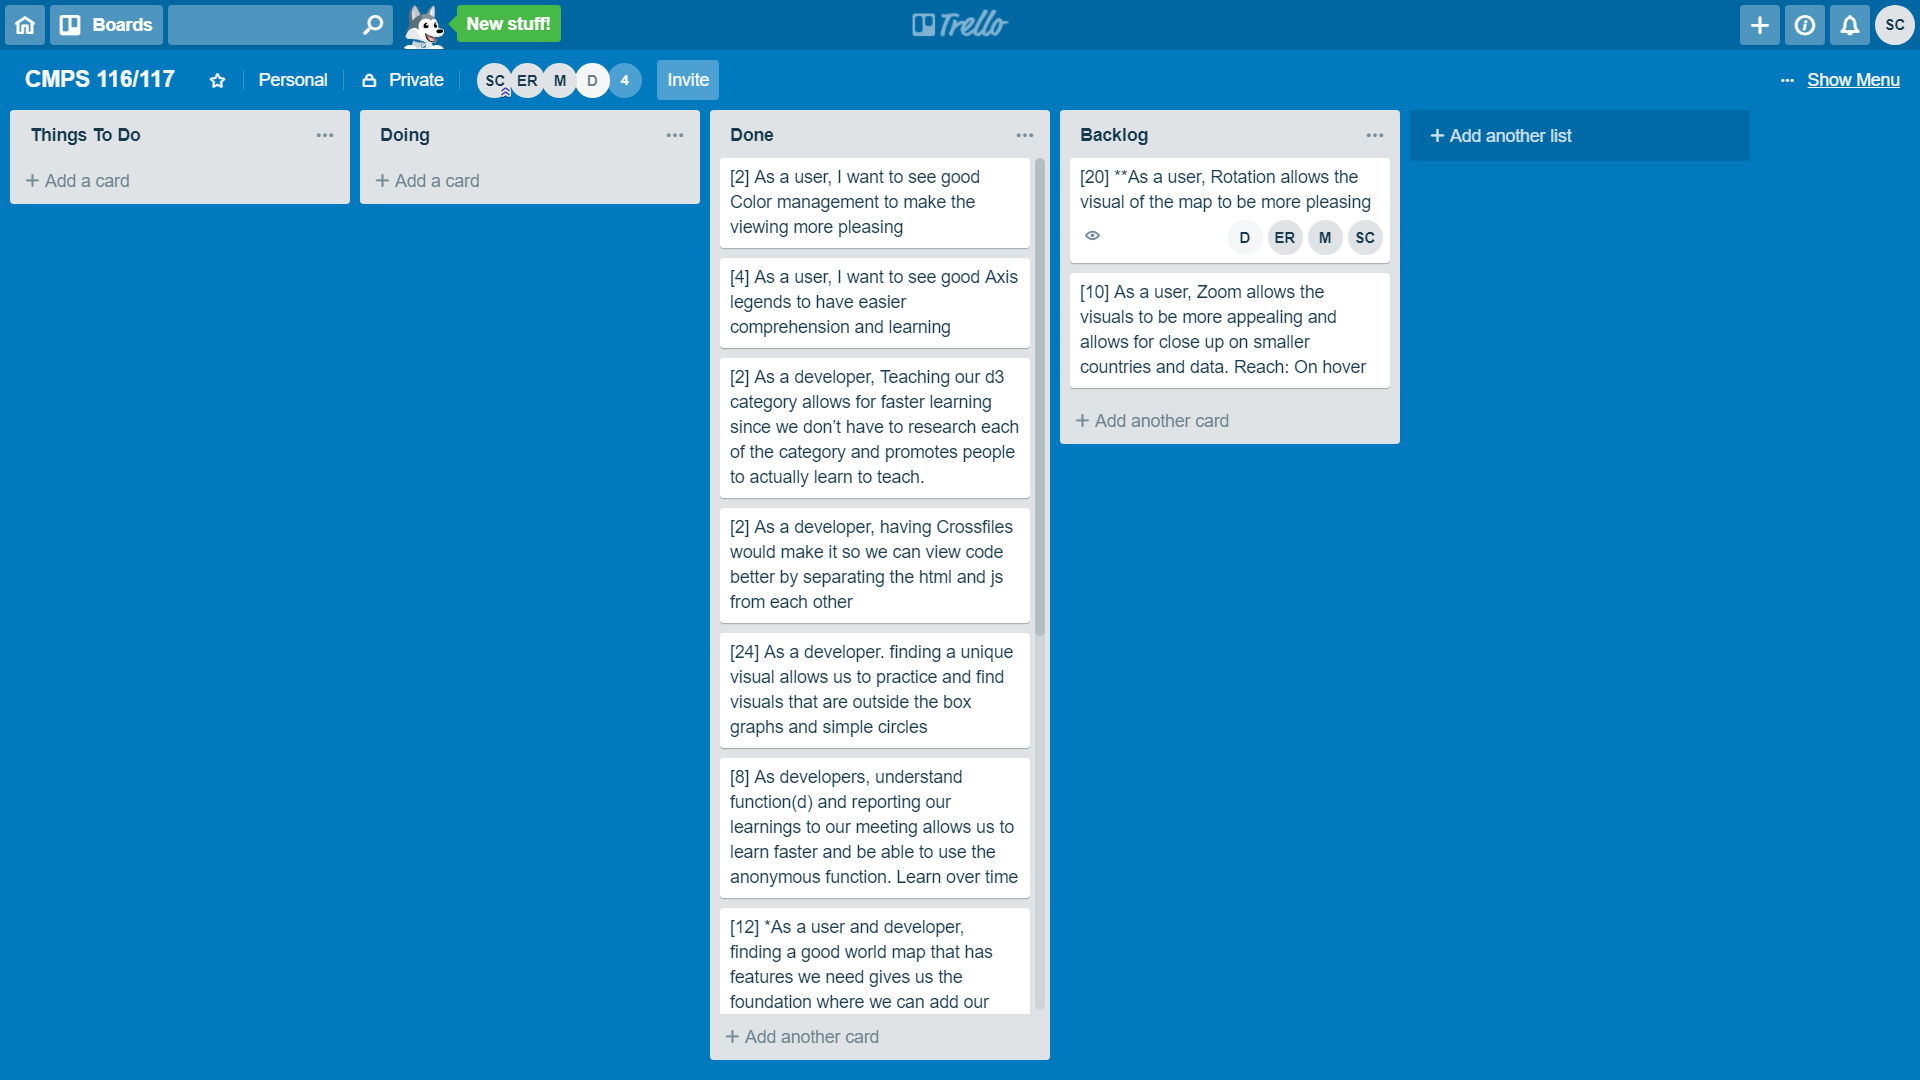 Boards
New stuff!
Trello
SC
CMPS 116/117
Personal
Private
SC ER M D 4
Invite
... Show Menu
Things To Do
+ Add a card
Doing
+ Add a card
Done
[2] As a user, I want to see good
Color management to make the
viewing more pleasing
[4] As a user, I want to see good Axis
legends to have easier
comprehension and learning
[2] As a developer, Teaching our d3
category allows for faster learning
since we don’t have to research each
of the category and promotes people
to actually learn to teach.
[2] As a developer, having Crossfiles
would make it so we can view code
better by separating the html and js
from each other
[24] As a developer. finding a unique
visual allows us to practice and find
visuals that are outside the box
graphs and simple circles
[8] As developers, understand
function(d) and reporting our
learnings to our meeting allows us to
learn faster and be able to use the
anonymous function. Learn over time
[12] *As a user and developer,
finding a good world map that has
features we need gives us the
foundation where we can add our
+ Add another card
Backlog
[20] **As a user, Rotation allows the
visual of the map to be more pleasing
D ER M SC
[10] As a user, Zoom allows the
visuals to be more appealing and
allows for close up on smaller
countries and data. Reach: On hover
+ Add another card
+ Add another list